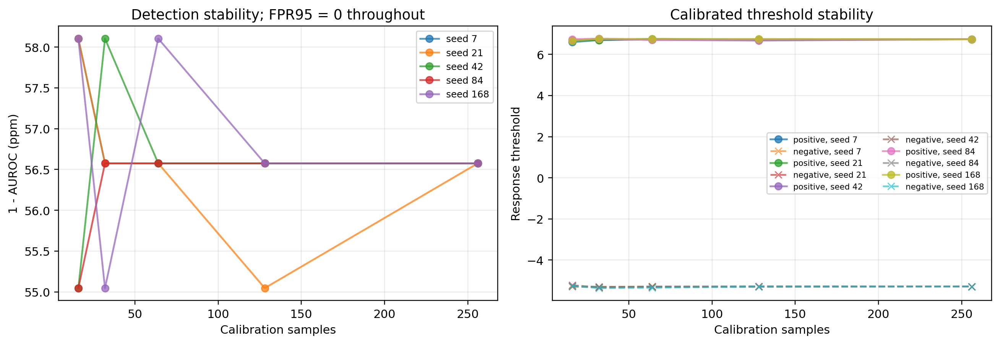 Detection stability; FPR95 = 0 throughout
1 - AUROC (ppm)
58.0
57.5
57.0
56.5
56.0
55.5
55.0
50
100
150
200
250
Calibration samples
seed 7
seed 21
seed 42
seed 84
seed 168
Calibrated threshold stability
Response threshold
6
4
2
0
−2
−4
50
100
150
200
250
Calibration samples
positive, seed 7
negative, seed 7
positive, seed 21
negative, seed 21
positive, seed 42
negative, seed 42
positive, seed 84
negative, seed 84
positive, seed 168
negative, seed 168